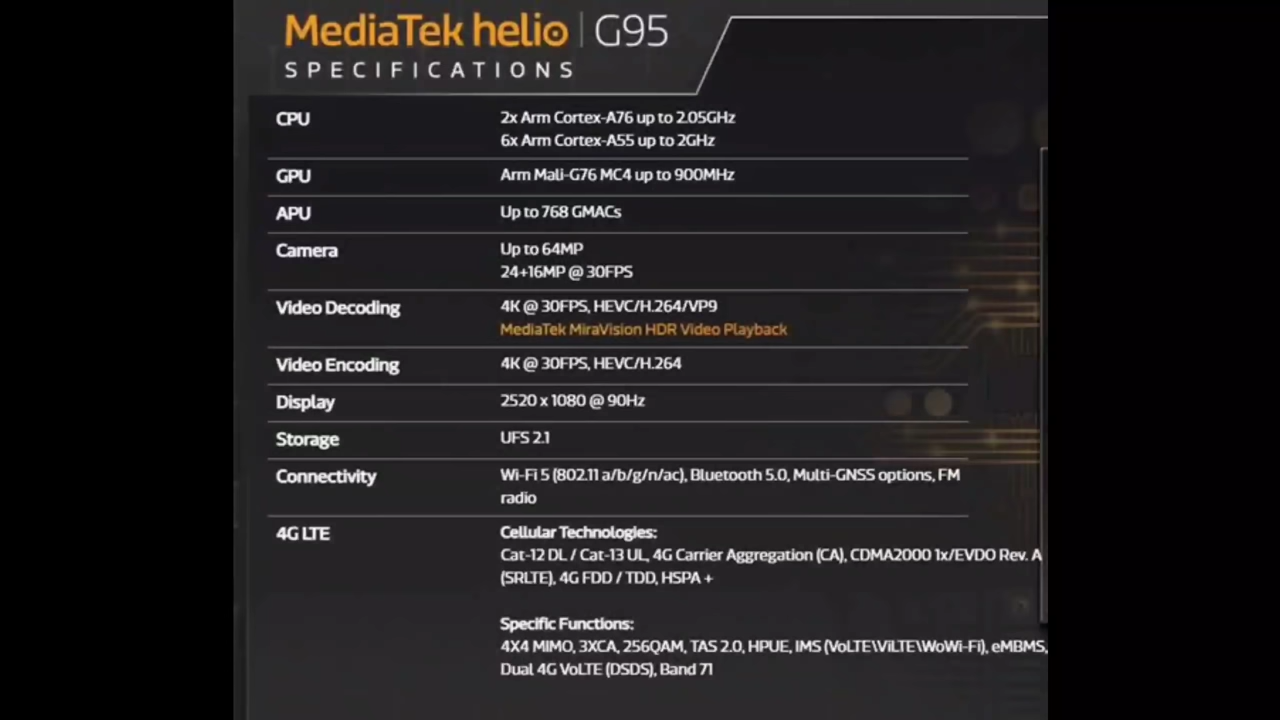 MediaTek helio G95
SPECIFICATIONS
CPU
2x Arm Cortex-A76 up to 2.05GHz
6x Arm Cortex-A55 up to 2GHz
GPU
Arm Mali-G76 MC4 up to 900MHz
APU
Up to 768 GMACs
Camera
Up to 64MP
24+16MP @ 30FPS
Video Decoding
4K @ 30FPS, HEVC/H.264/VP9
MediaTek MiraVision HDR Video Playback
Video Encoding
4K @ 30FPS, HEVC/H.264
Display
2520 x 1080 @ 90Hz
Storage
UFS 2.1
Connectivity
Wi-Fi 5 (802.11 a/b/g/n/ac), Bluetooth 5.0, Multi-GNSS options, FM
radio
4G LTE
Cellular Technologies:
Cat-12 DL / Cat-13 UL, 4G Carrier Aggregation (CA), CDMA2000 1x/EVDO Rev. A
(SRLTE), 4G FDD / TDD, HSPA +
Specific Functions:
4X4 MIMO, 3XCA, 256QAM, TAS 2.0, HPUE, IMS (VoLTE\ViLTE\WoWi-Fi), eMBMS,
Dual 4G VoLTE (DSDS), Band 71